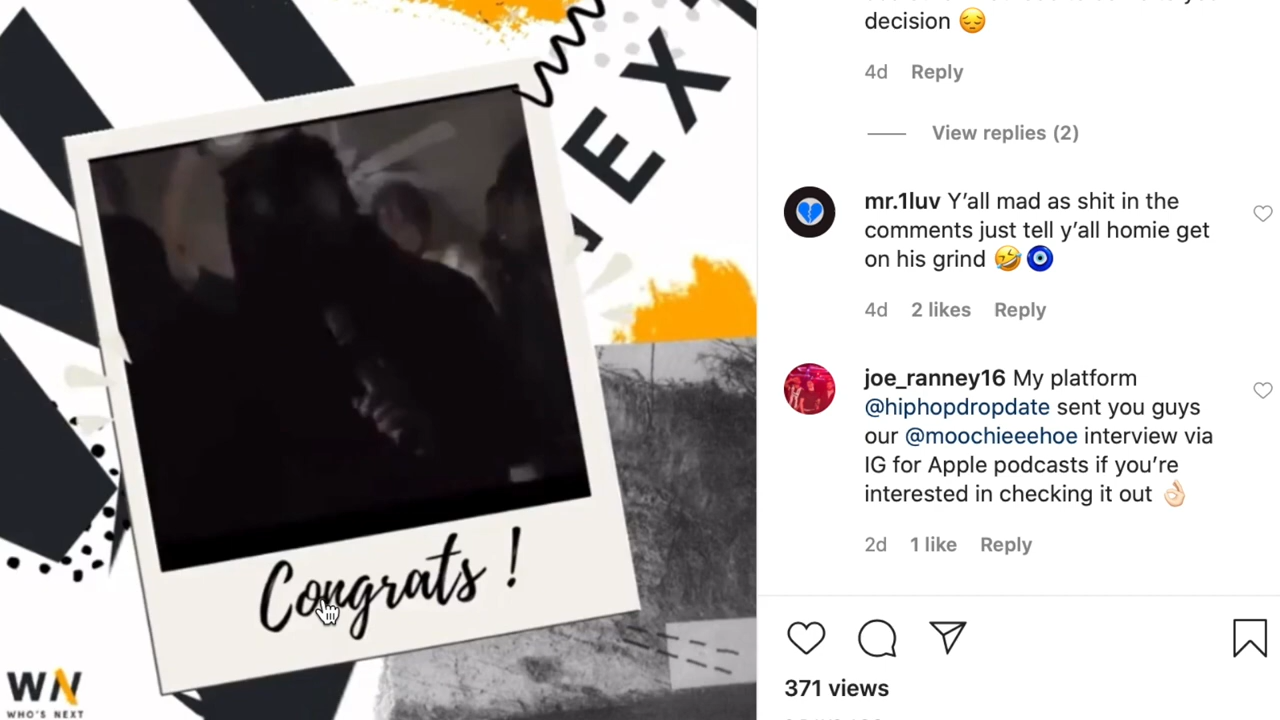 NEXT
Congrats !
WN
WHO'S NEXT
decision 😔
4d Reply
View replies (2)
mr.1luv Y’all mad as shit in the
comments just tell y’all homie get
on his grind 🤣🧿
4d 2 likes Reply
joe_ranney16 My platform
@hiphopdropdate sent you guys
our @moochieeehoe interview via
IG for Apple podcasts if you’re
interested in checking it out 👌🏻
2d 1 like Reply
371 views